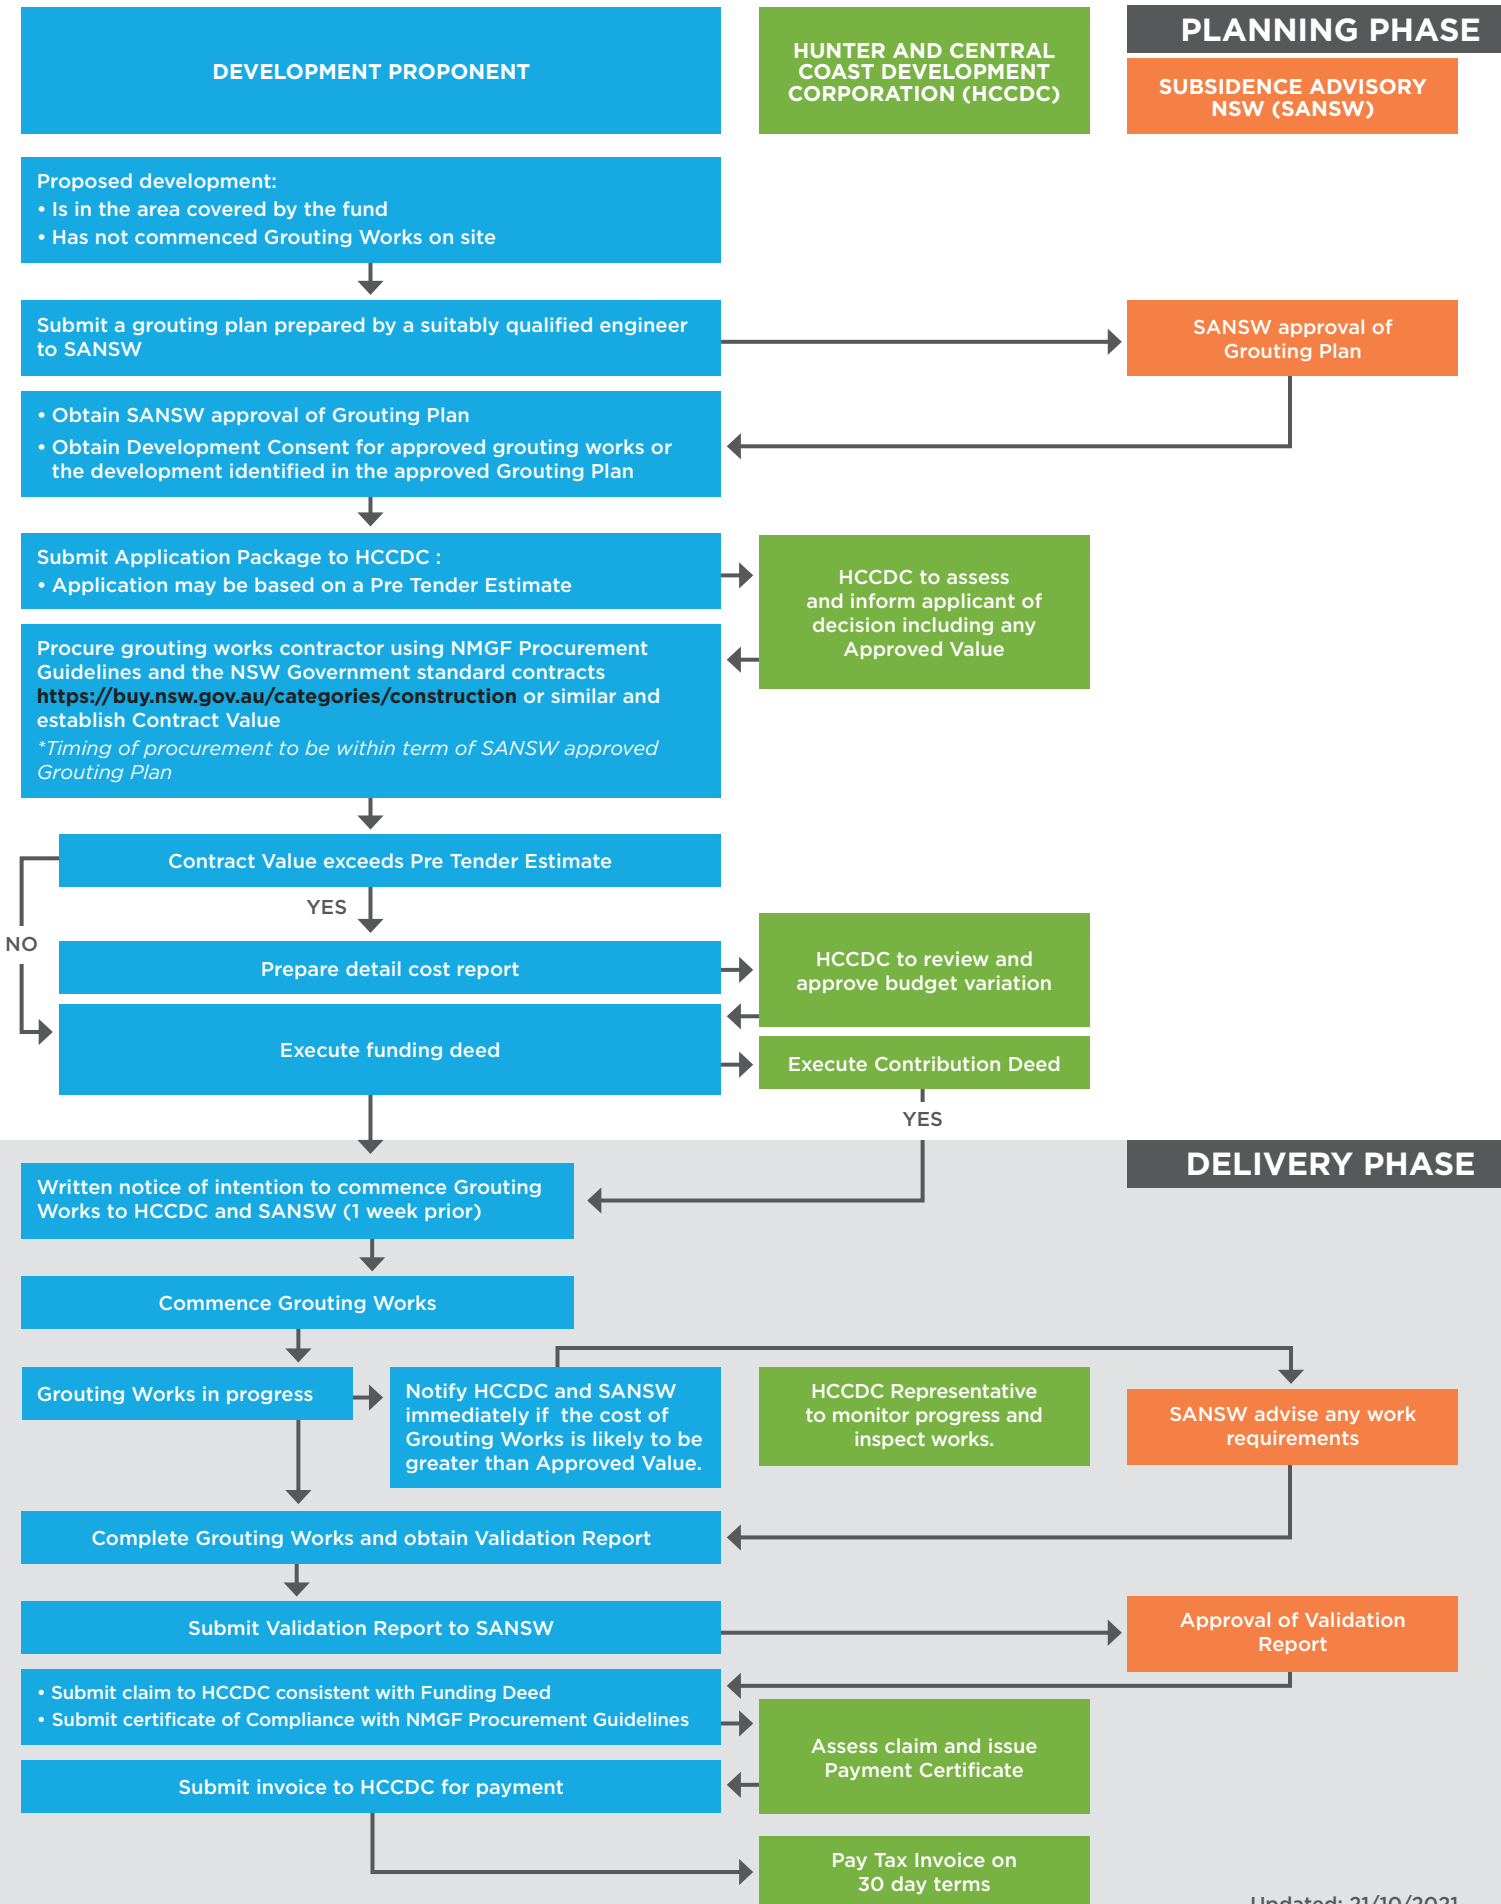 DEVELOPMENT PROPONENT
HUNTER AND CENTRAL
COAST DEVELOPMENT
CORPORATION (HCCDC)
PLANNING PHASE
SUBSIDENCE ADVISORY
NSW (SANSW)
Proposed development:
• Is in the area covered by the fund
• Has not commenced Grouting Works on site
Submit a grouting plan prepared by a suitably qualified engineer
to SANSW
SANSW approval of
Grouting Plan
• Obtain SANSW approval of Grouting Plan
• Obtain Development Consent for approved grouting works or
the development identified in the approved Grouting Plan
Submit Application Package to HCCDC :
• Application may be based on a Pre Tender Estimate
HCCDC to assess
and inform applicant of
decision including any
Approved Value
Procure grouting works contractor using NMGF Procurement
Guidelines and the NSW Government standard contracts
https://buy.nsw.gov.au/categories/construction or similar and
establish Contract Value
*Timing of procurement to be within term of SANSW approved
Grouting Plan
Contract Value exceeds Pre Tender Estimate
YES
NO
Prepare detail cost report
HCCDC to review and
approve budget variation
Execute funding deed
Execute Contribution Deed
YES
DELIVERY PHASE
Written notice of intention to commence Grouting
Works to HCCDC and SANSW (1 week prior)
Commence Grouting Works
Grouting Works in progress
Notify HCCDC and SANSW
immediately if the cost of
Grouting Works is likely to be
greater than Approved Value.
HCCDC Representative
to monitor progress and
inspect works.
SANSW advise any work
requirements
Complete Grouting Works and obtain Validation Report
Submit Validation Report to SANSW
Approval of Validation
Report
• Submit claim to HCCDC consistent with Funding Deed
• Submit certificate of Compliance with NMGF Procurement Guidelines
Assess claim and issue
Payment Certificate
Submit invoice to HCCDC for payment
Pay Tax Invoice on
30 day terms
Updated: 21/10/2021